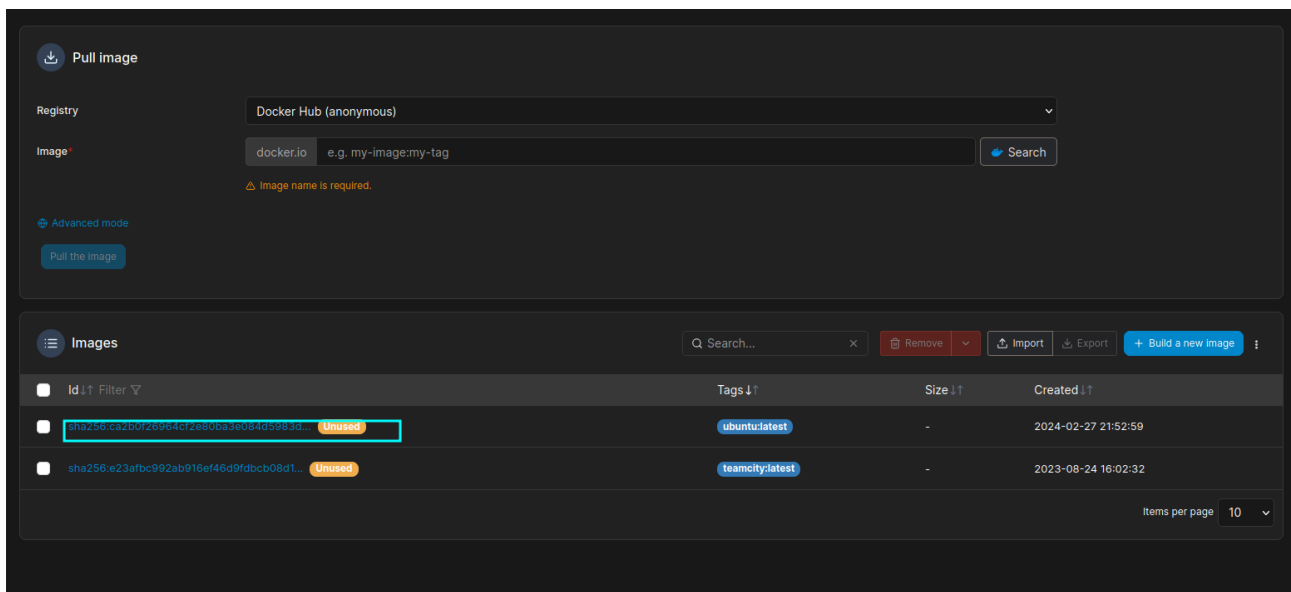 Pull image
Registry
Docker Hub (anonymous)
Image*
docker.io e.g. my-image:my-tag Search
Image name is required.
Advanced mode
Pull the image
Images Search... Remove Import Export + Build a new image
Id Filter Tags Size Created
sha256:ca2b0f26964cf2e80ba3e084d5983d... Unused ubuntu:latest - 2024-02-27 21:52:59
sha256:e23afbc992ab916ef46d9fdbcb08d1... Unused teamcity:latest - 2023-08-24 16:02:32
Items per page 10